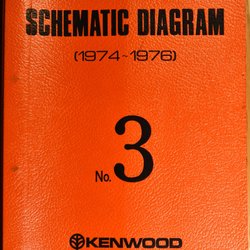 SCHEMATIC DIAGRAM
(1974~1976)
No. 3
KENWOOD